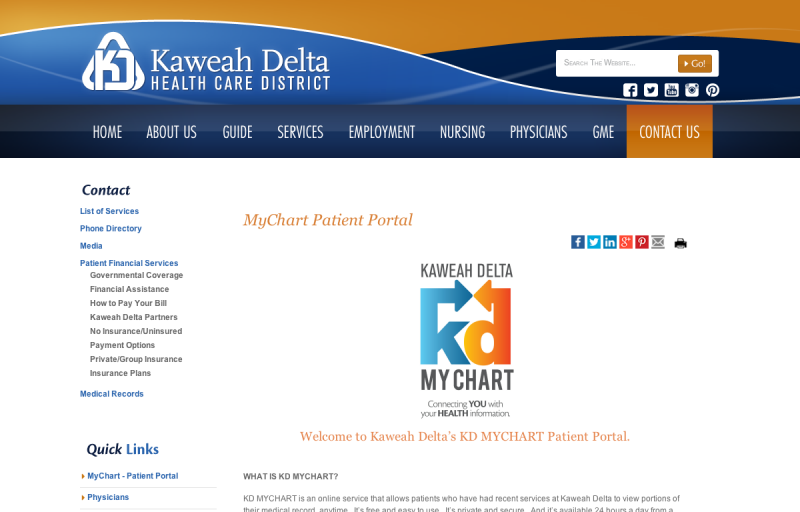 Kaweah Delta
HEALTH CARE DISTRICT
SEARCH THE WEBSITE...
Go!
HOME ABOUT US GUIDE SERVICES EMPLOYMENT NURSING PHYSICIANS GME CONTACT US
Contact
List of Services
Phone Directory
Media
Patient Financial Services
Governmental Coverage
Financial Assistance
How to Pay Your Bill
Kaweah Delta Partners
No Insurance/Uninsured
Payment Options
Private/Group Insurance
Insurance Plans
Medical Records
Quick Links
MyChart - Patient Portal
Physicians
MyChart Patient Portal
KAWEAH DELTA
kd
MY CHART
Connecting YOU with
your HEALTH information.
Welcome to Kaweah Delta's KD MYCHART Patient Portal.
WHAT IS KD MYCHART?
KD MYCHART is an online service that allows patients who have had recent services at Kaweah Delta to view portions of
their medical record, anytime. It's free and easy to use. It's private and secure. And it's available 24 hours a day from a